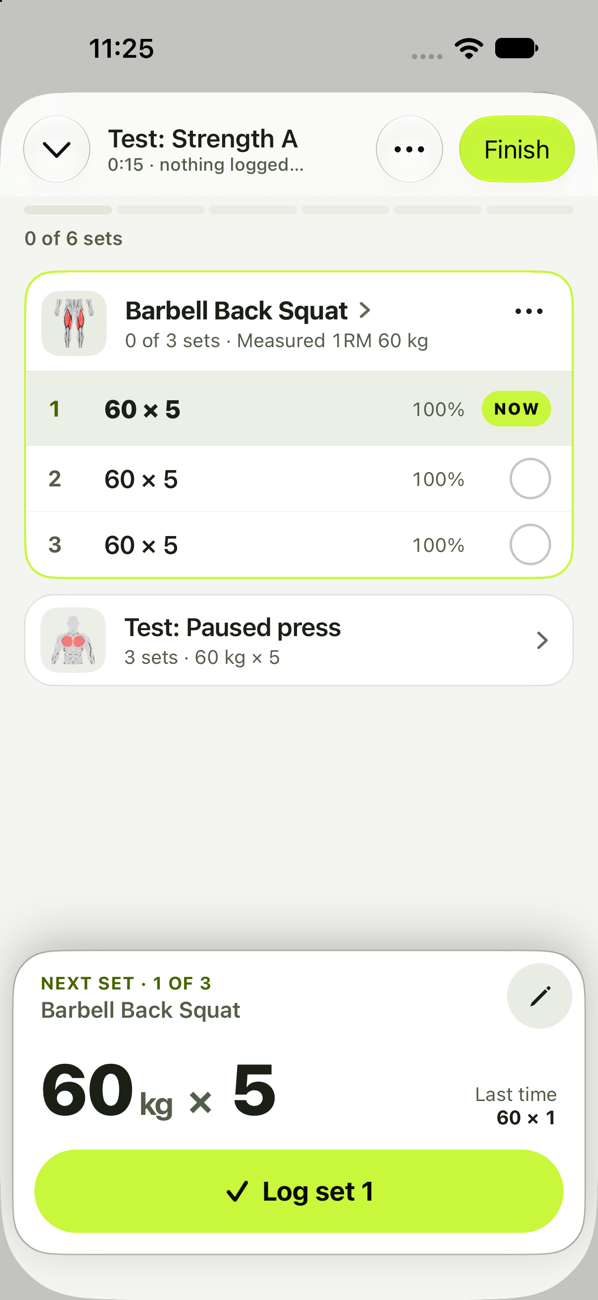 11:25
Test: Strength A
0:15 · nothing logged...
Finish
0 of 6 sets
Barbell Back Squat
0 of 3 sets · Measured 1RM 60 kg
1 60 × 5 100% NOW
2 60 × 5 100%
3 60 × 5 100%
Test: Paused press
3 sets · 60 kg × 5
NEXT SET · 1 OF 3
Barbell Back Squat
60 kg × 5
Last time
60 × 1
Log set 1